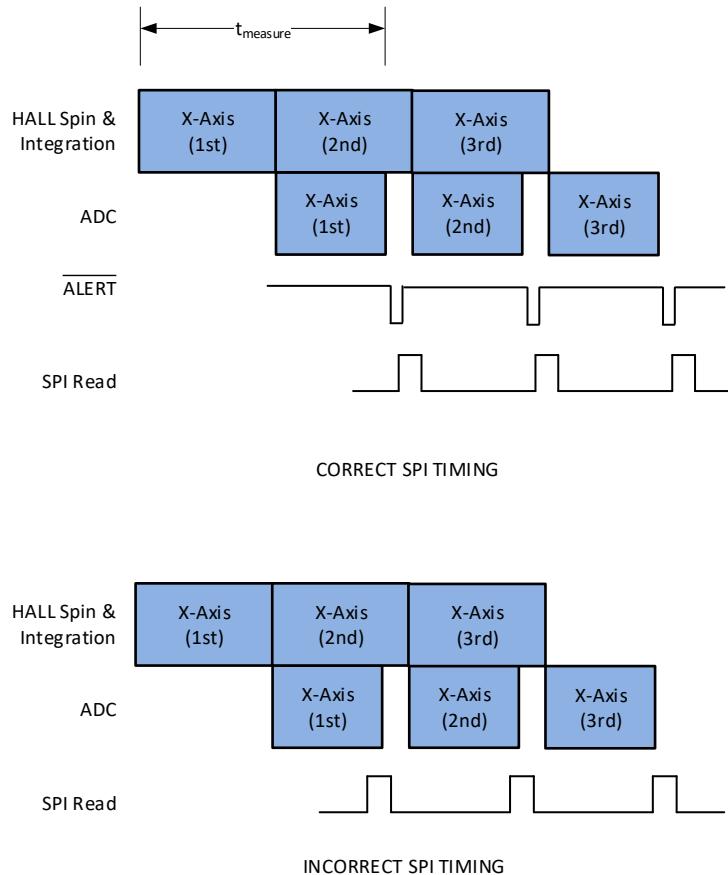 tmeasure
HALL Spin &
Integration
X-Axis
(1st)
X-Axis
(2nd)
X-Axis
(3rd)
ADC
X-Axis
(1st)
X-Axis
(2nd)
X-Axis
(3rd)
ALERT
SPI Read
CORRECT SPI TIMING
HALL Spin &
Integration
X-Axis
(1st)
X-Axis
(2nd)
X-Axis
(3rd)
ADC
X-Axis
(1st)
X-Axis
(2nd)
X-Axis
(3rd)
SPI Read
INCORRECT SPI TIMING